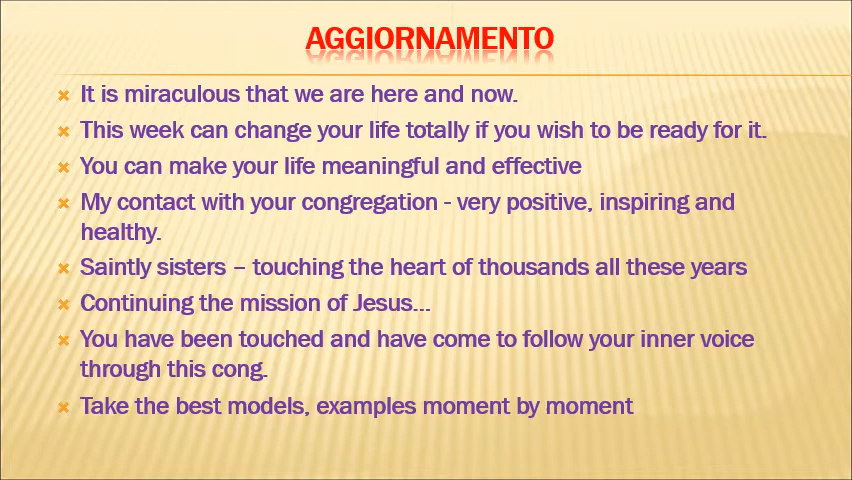 AGGIORNAMENTO
It is miraculous that we are here and now.
This week can change your life totally if you wish to be ready for it.
You can make your life meaningful and effective
My contact with your congregation - very positive, inspiring and
healthy.
Saintly sisters – touching the heart of thousands all these years
Continuing the mission of Jesus...
You have been touched and have come to follow your inner voice
through this cong.
Take the best models, examples moment by moment